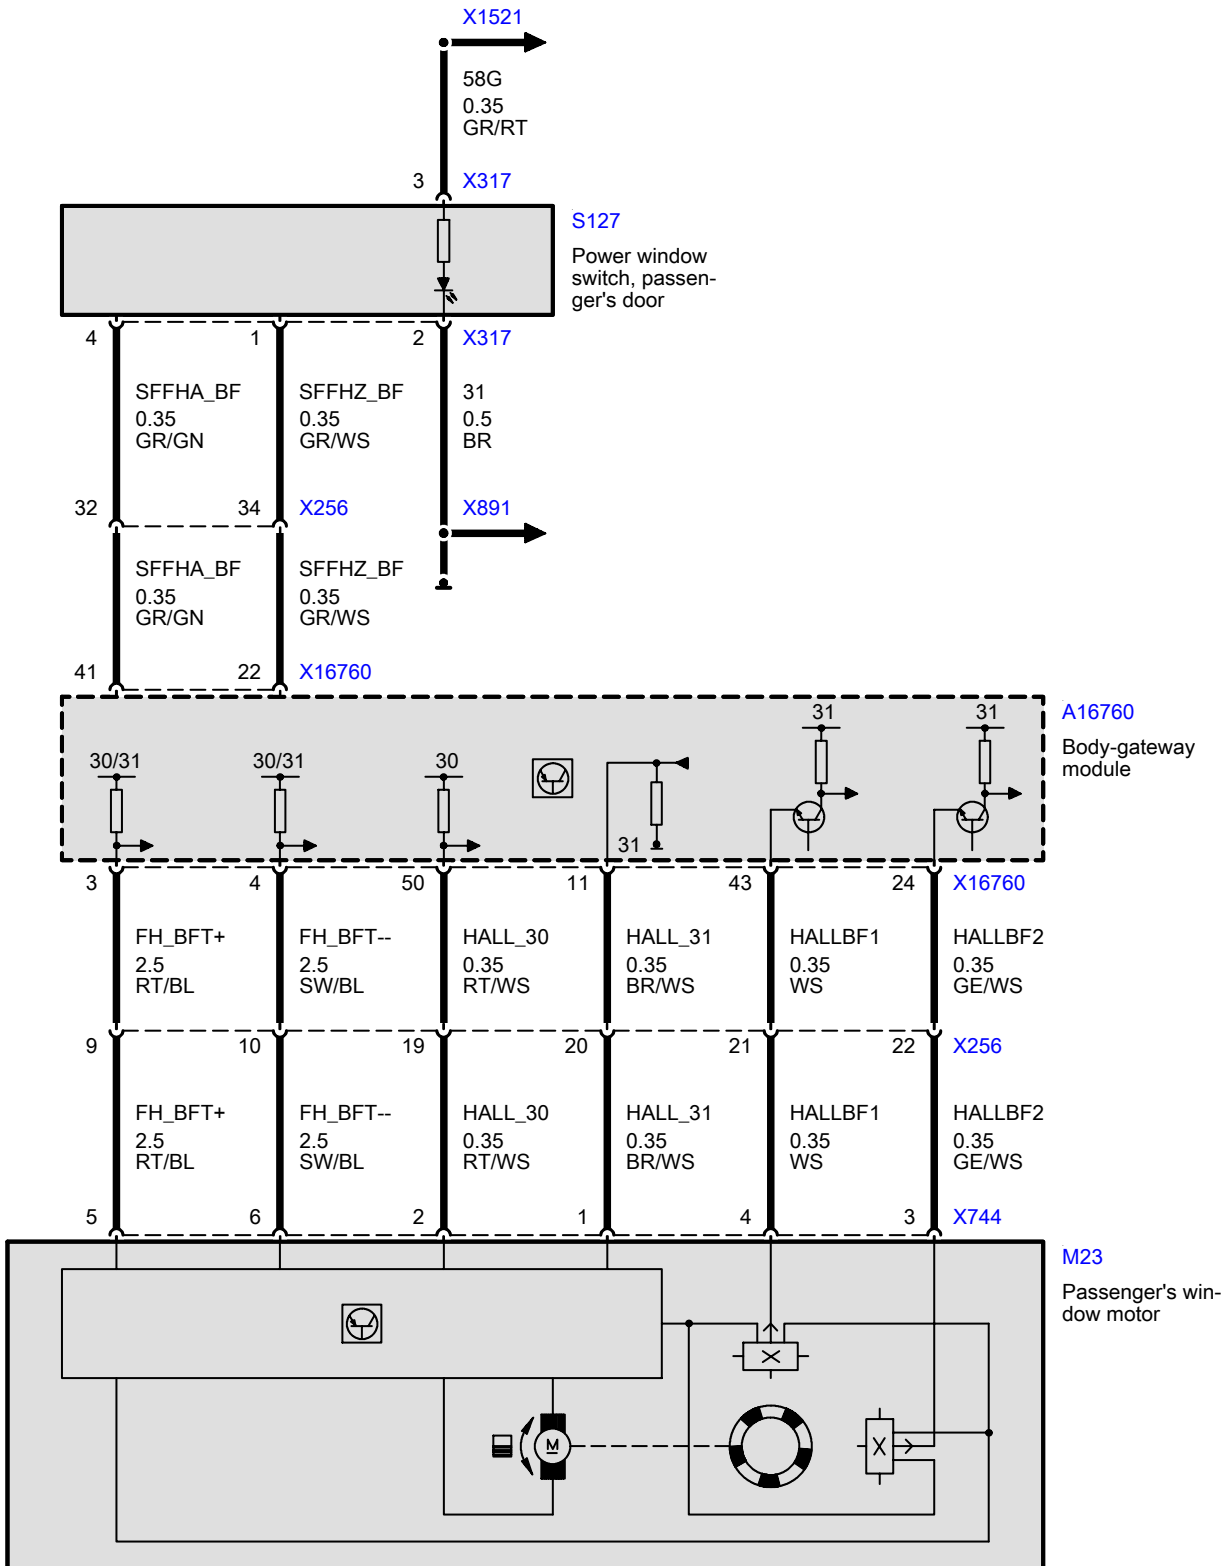 X1521
58G
0.35
GR/RT
3 X317
S127
Power window
switch, passen-
ger's door
4 1 2 X317
SFFHA_BF SFFHZ_BF 31
0.35 0.35 0.5
GR/GN GR/WS BR
32 34 X256 X891
SFFHA_BF SFFHZ_BF
0.35 0.35
GR/GN GR/WS
41 22 X16760
A16760
Body-gateway
module
31 31
30/31 30/31 30
31
3 4 50 11 43 24 X16760
FH_BFT+ FH_BFT-- HALL_30 HALL_31 HALLBF1 HALLBF2
2.5 2.5 0.35 0.35 0.35 0.35
RT/BL SW/BL RT/WS BR/WS WS GE/WS
9 10 19 20 21 22 X256
FH_BFT+ FH_BFT-- HALL_30 HALL_31 HALLBF1 HALLBF2
2.5 2.5 0.35 0.35 0.35 0.35
RT/BL SW/BL RT/WS BR/WS WS GE/WS
5 6 2 1 4 3 X744
M23
Passenger's win-
dow motor
M